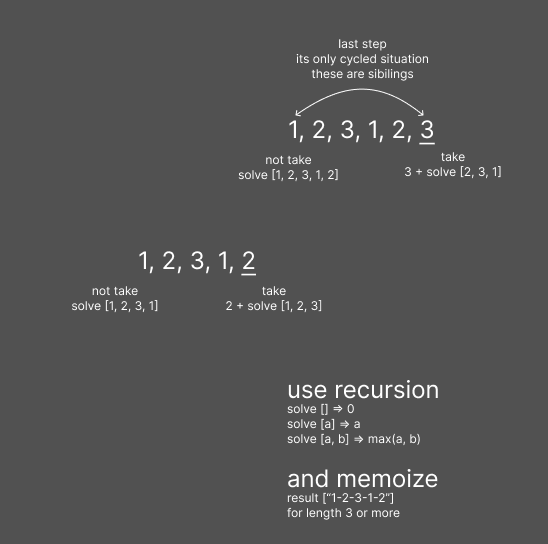 last step
its only cycled situation
these are sibilings
1, 2, 3, 1, 2, 3
not take
solve [1, 2, 3, 1, 2]
take
3 + solve [2, 3, 1]
1, 2, 3, 1, 2
not take
solve [1, 2, 3, 1]
take
2 + solve [1, 2, 3]
use recursion
solve [] => 0
solve [a] => a
solve [a, b] => max(a, b)
and memoize
result ["1-2-3-1-2"]
for length 3 or more